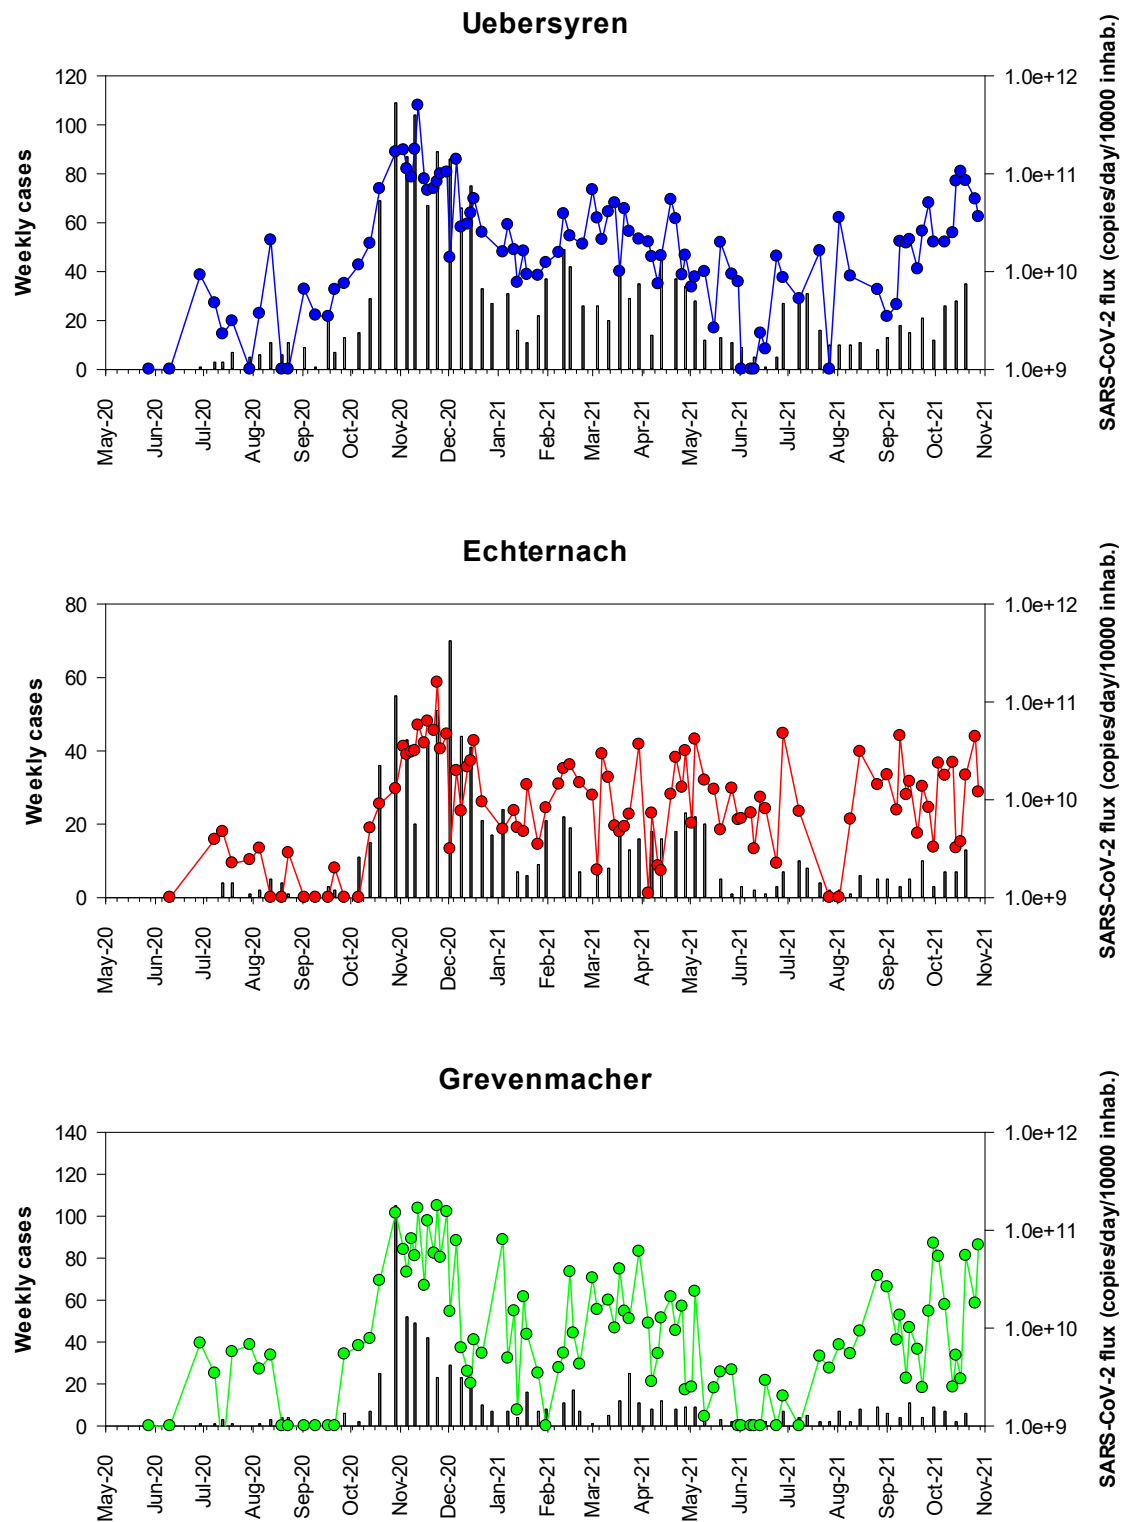 Uebersyren
Weekly cases
120
100
80
60
40
20
0
1.0e+12
1.0e+11
1.0e+10
1.0e+9
SARS-CoV-2 flux (copies/day/10000 inhab.)
May-20
Jun-20
Jul-20
Aug-20
Sep-20
Oct-20
Nov-20
Dec-20
Jan-21
Feb-21
Mar-21
Apr-21
May-21
Jun-21
Jul-21
Aug-21
Sep-21
Oct-21
Nov-21
Echternach
Weekly cases
80
60
40
20
0
1.0e+12
1.0e+11
1.0e+10
1.0e+9
SARS-CoV-2 flux (copies/day/10000 inhab.)
May-20
Jun-20
Jul-20
Aug-20
Sep-20
Oct-20
Nov-20
Dec-20
Jan-21
Feb-21
Mar-21
Apr-21
May-21
Jun-21
Jul-21
Aug-21
Sep-21
Oct-21
Nov-21
Grevenmacher
Weekly cases
140
120
100
80
60
40
20
0
1.0e+12
1.0e+11
1.0e+10
1.0e+9
SARS-CoV-2 flux (copies/day/10000 inhab.)
May-20
Jun-20
Jul-20
Aug-20
Sep-20
Oct-20
Nov-20
Dec-20
Jan-21
Feb-21
Mar-21
Apr-21
May-21
Jun-21
Jul-21
Aug-21
Sep-21
Oct-21
Nov-21